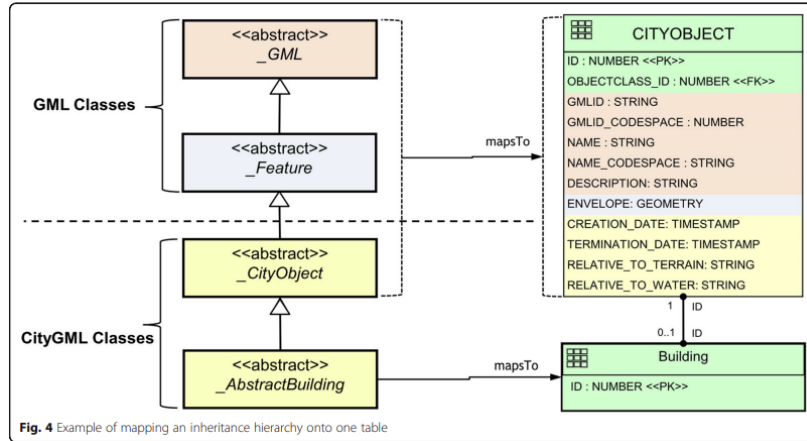 <<abstract>>
_GML
GML Classes
<<abstract>>
_Feature
<<abstract>>
_CityObject
CityGML Classes
<<abstract>>
_AbstractBuilding
mapsTo
mapsTo
CITYOBJECT
ID : NUMBER <<PK>>
OBJECTCLASS_ID : NUMBER <<FK>>
GMLID : STRING
GMLID_CODESPACE : NUMBER
NAME : STRING
NAME_CODESPACE : STRING
DESCRIPTION: STRING
ENVELOPE: GEOMETRY
CREATION_DATE: TIMESTAMP
TERMINATION_DATE: TIMESTAMP
RELATIVE_TO_TERRAIN: STRING
RELATIVE_TO_WATER: STRING
1 ID
0..1 ID
Building
ID : NUMBER <<PK>>
Fig. 4 Example of mapping an inheritance hierarchy onto one table